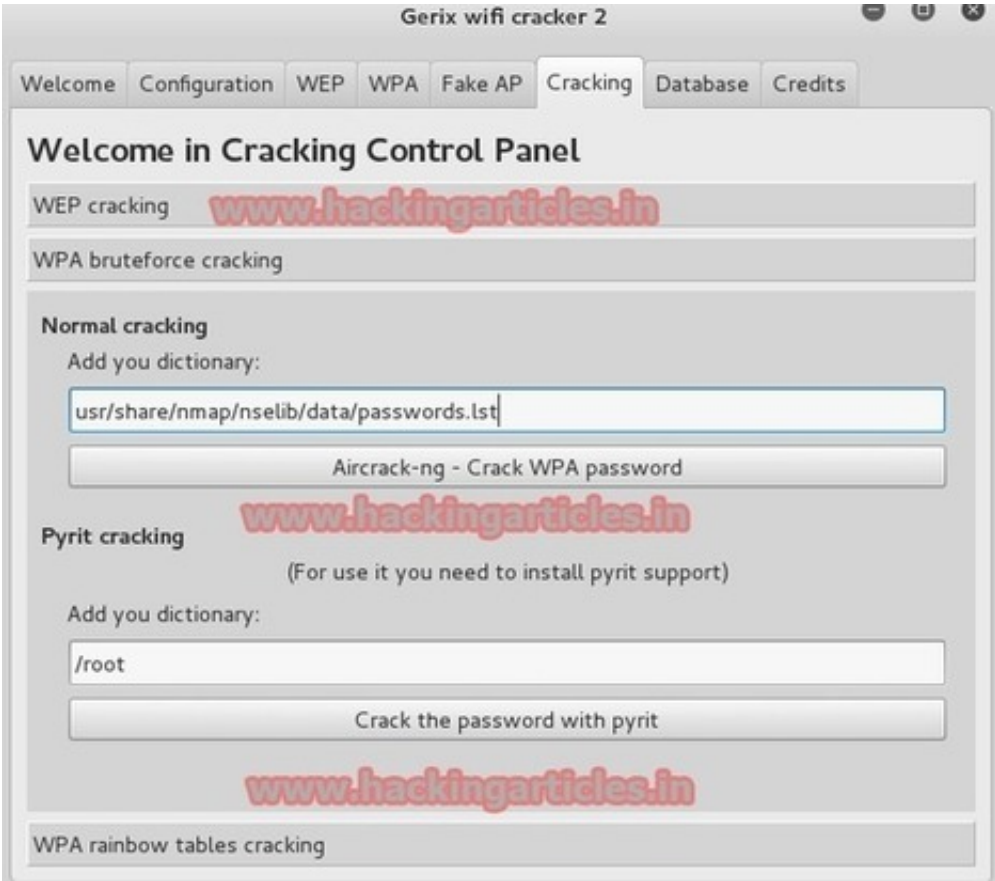 Gerix wifi cracker 2
Welcome Configuration WEP WPA Fake AP Cracking Database Credits
Welcome in Cracking Control Panel
WEP cracking
www.hackingarticles.in
WPA bruteforce cracking
Normal cracking
Add you dictionary:
usr/share/nmap/nselib/data/passwords.lst
Aircrack-ng - Crack WPA password
www.hackingarticles.in
Pyrit cracking
(For use it you need to install pyrit support)
Add you dictionary:
/root
Crack the password with pyrit
www.hackingarticles.in
WPA rainbow tables cracking